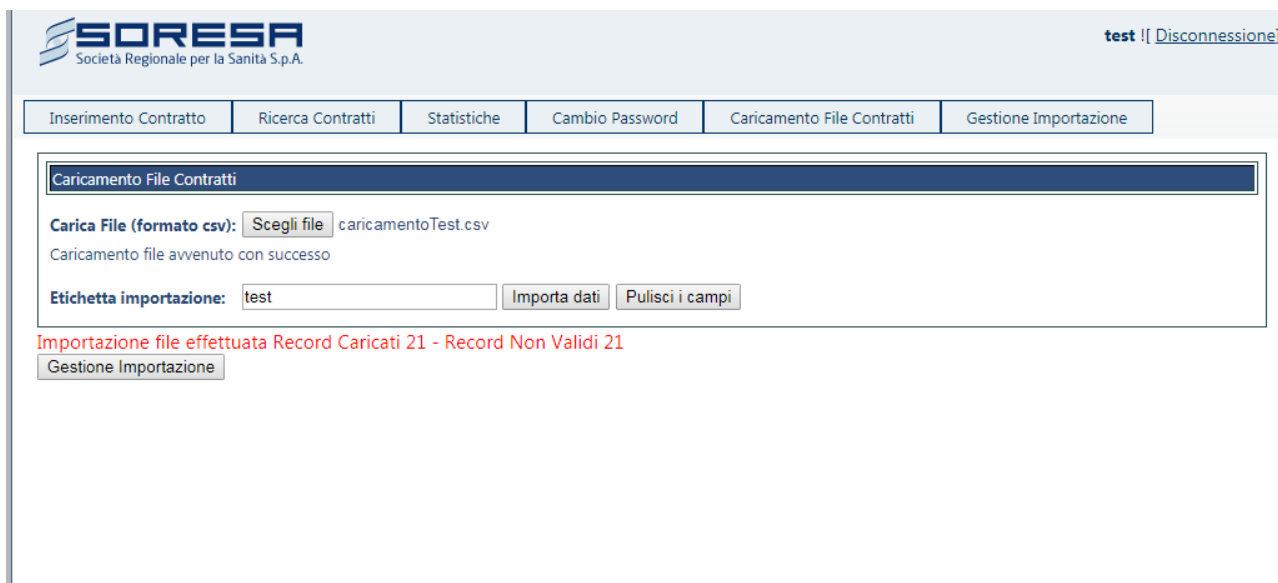 SORESA
Società Regionale per la Sanità S.p.A.
test ![ Disconnessione]
Inserimento Contratto Ricerca Contratti Statistiche Cambio Password Caricamento File Contratti Gestione Importazione
Caricamento File Contratti
Carica File (formato csv): Scegli file caricamentoTest.csv
Caricamento file avvenuto con successo
Etichetta importazione: test Importa dati Pulisci i campi
Importazione file effettuata Record Caricati 21 - Record Non Validi 21
Gestione Importazione